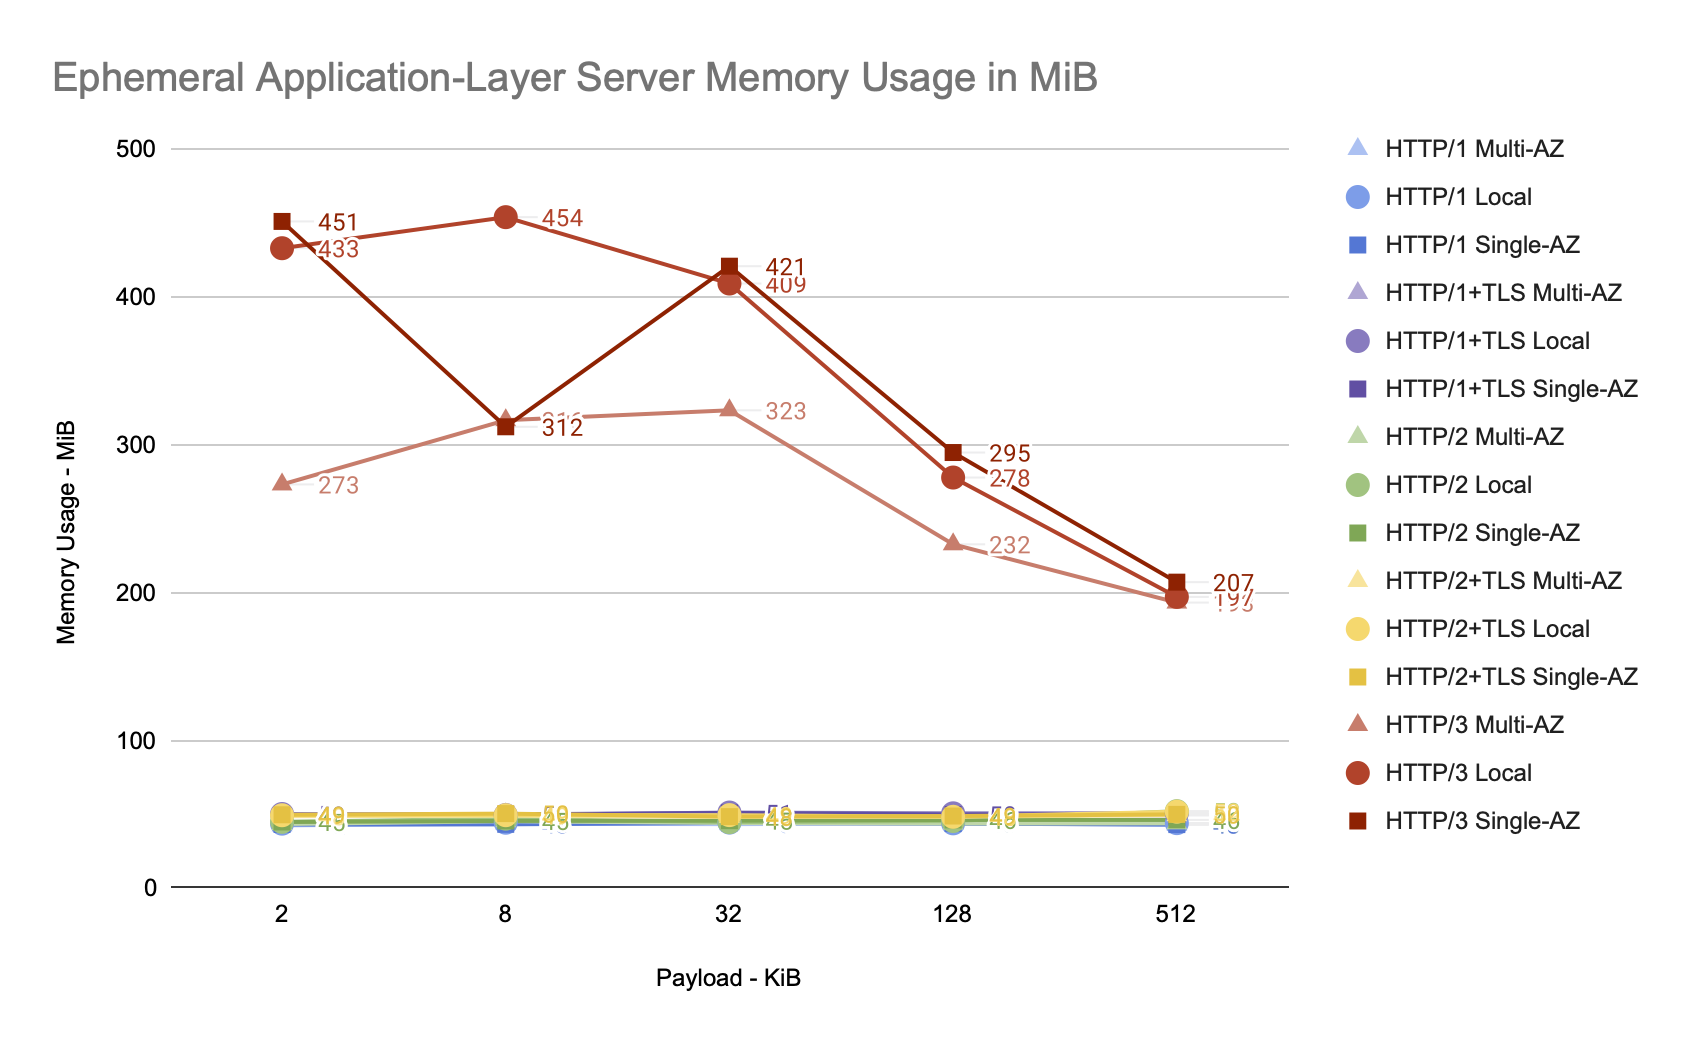 Ephemeral Application-Layer Server Memory Usage in MiB
500
400
300
200
100
0
Memory Usage - MiB
2
8
32
128
512
Payload - KiB
451
433
454
421
409
312
273
323
295
278
232
207
197
HTTP/1 Multi-AZ
HTTP/1 Local
HTTP/1 Single-AZ
HTTP/1+TLS Multi-AZ
HTTP/1+TLS Local
HTTP/1+TLS Single-AZ
HTTP/2 Multi-AZ
HTTP/2 Local
HTTP/2 Single-AZ
HTTP/2+TLS Multi-AZ
HTTP/2+TLS Local
HTTP/2+TLS Single-AZ
HTTP/3 Multi-AZ
HTTP/3 Local
HTTP/3 Single-AZ